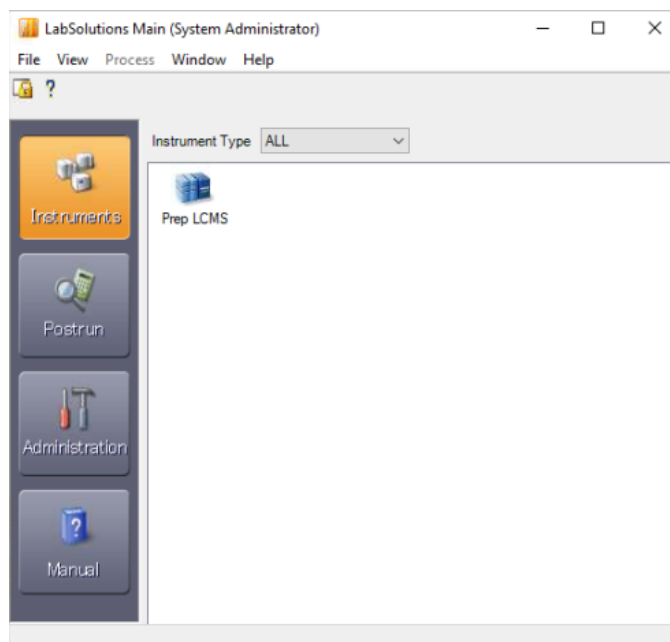 LabSolutions Main (System Administrator)
File View Process Window Help
?
Instrument Type ALL
Prep LCMS
Instruments
Postrun
Administration
?
Manual